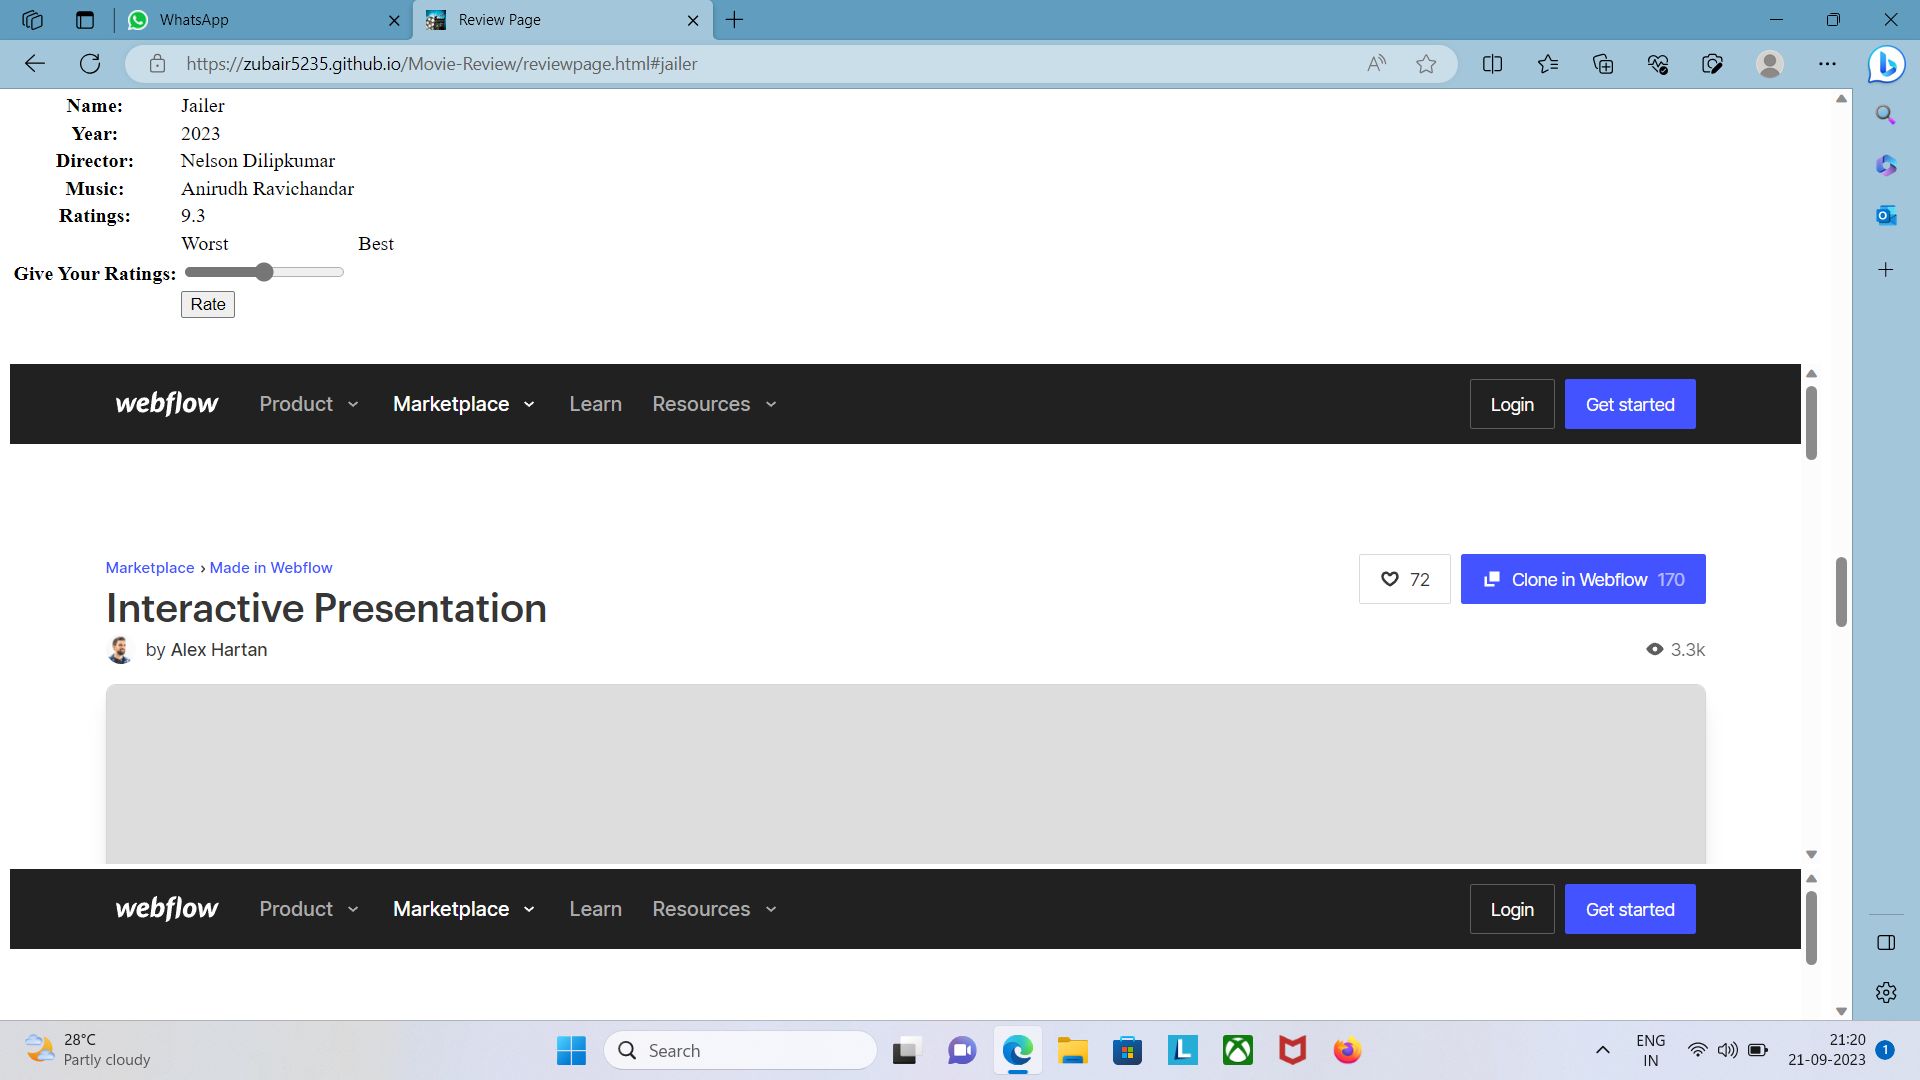 WhatsApp
Review Page
https://zubair5235.github.io/Movie-Review/reviewpage.html#jailer
Name: Jailer
Year: 2023
Director: Nelson Dilipkumar
Music: Anirudh Ravichandar
Ratings: 9.3
Worst Best
Give Your Ratings:
Rate
webflow Product Marketplace Learn Resources Login Get started
Marketplace › Made in Webflow
72 Clone in Webflow 170
Interactive Presentation
by Alex Hartan 3.3k
webflow Product Marketplace Learn Resources Login Get started
28°C
Partly cloudy
Search
ENG
IN
21:20
21-09-2023
1